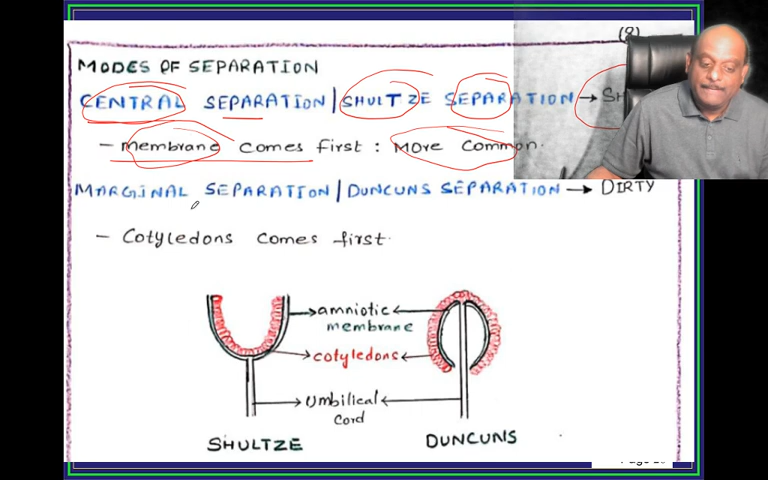 (8)
MODES OF SEPARATION
CENTRAL SEPARATION | SHULTZE SEPARATION → SH
- Membrane comes first : More common.
MARGINAL SEPARATION | DUNCUNS SEPARATION → DIRTY
- Cotyledons comes first.
amniotic
membrane
cotyledons
Umbilical
cord
SHULTZE DUNCUNS